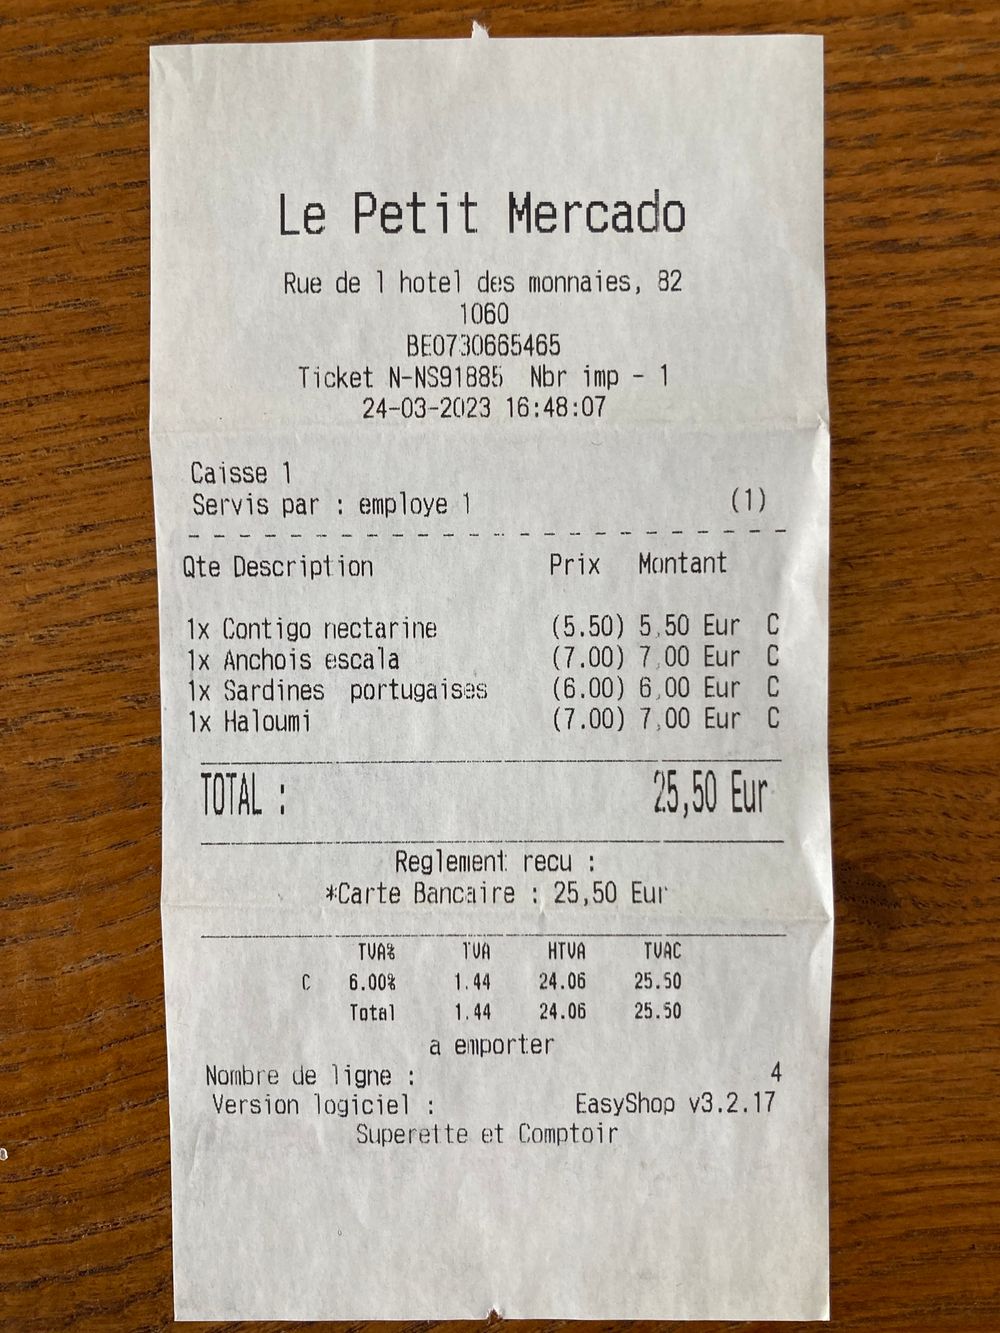 Le Petit Mercado
Rue de l hotel des monnaies, 82
1060
BE0730665465
Ticket N-NS91885 Nbr imp - 1
24-03-2023 16:48:07
Caisse 1
Servis par : employe 1 (1)
Qte Description Prix Montant
1x Contigo nectarine (5.50) 5,50 Eur C
1x Anchois escala (7.00) 7,00 Eur C
1x Sardines portugaises (6.00) 6,00 Eur C
1x Haloumi (7.00) 7,00 Eur C
TOTAL : 25,50 Eur
Reglement recu :
*Carte Bancaire : 25,50 Eur
TVA% TVA HTVA TVAC
C 6.00% 1.44 24.06 25.50
Total 1.44 24.06 25.50
a emporter
Nombre de ligne : 4
Version logiciel : EasyShop v3.2.17
Superette et Comptoir